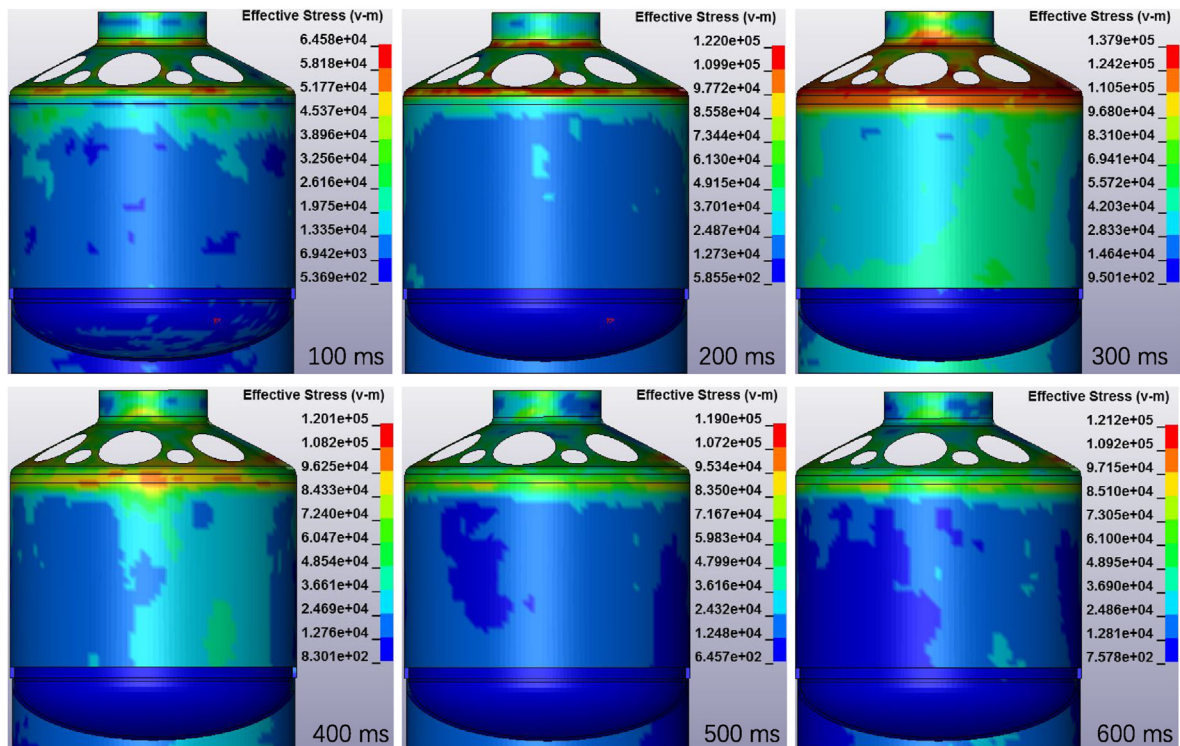 Effective Stress (v-m)
6.458e+04
5.818e+04
5.177e+04
4.537e+04
3.896e+04
3.256e+04
2.616e+04
1.975e+04
1.335e+04
6.942e+03
5.369e+02
100 ms
Effective Stress (v-m)
1.220e+05
1.099e+05
9.772e+04
8.558e+04
7.344e+04
6.130e+04
4.915e+04
3.701e+04
2.487e+04
1.273e+04
5.855e+02
200 ms
Effective Stress (v-m)
1.379e+05
1.242e+05
1.105e+05
9.680e+04
8.310e+04
6.941e+04
5.572e+04
4.203e+04
2.833e+04
1.464e+04
9.501e+02
300 ms
Effective Stress (v-m)
1.201e+05
1.082e+05
9.625e+04
8.433e+04
7.240e+04
6.047e+04
4.854e+04
3.661e+04
2.469e+04
1.276e+04
8.301e+02
400 ms
Effective Stress (v-m)
1.190e+05
1.072e+05
9.534e+04
8.350e+04
7.167e+04
5.983e+04
4.799e+04
3.616e+04
2.432e+04
1.248e+04
6.457e+02
500 ms
Effective Stress (v-m)
1.212e+05
1.092e+05
9.715e+04
8.510e+04
7.305e+04
6.100e+04
4.895e+04
3.690e+04
2.486e+04
1.281e+04
7.578e+02
600 ms